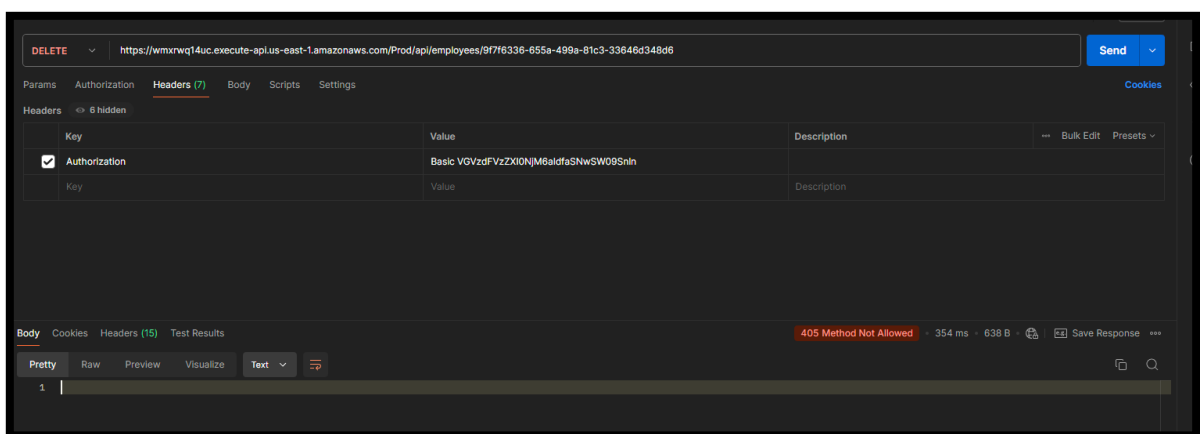 DELETE https://wmxrwq14uc.execute-api.us-east-1.amazonaws.com/Prod/api/employees/9f7f6336-655a-499a-81c3-33646d348d6 Send
Params Authorization Headers (7) Body Scripts Settings Cookies
Headers 6 hidden
Key Value Description Bulk Edit Presets
Authorization Basic
Key Value Description
Body Cookies Headers (15) Test Results 405 Method Not Allowed 354 ms 638 B Save Response
Pretty Raw Preview Visualize Text
1